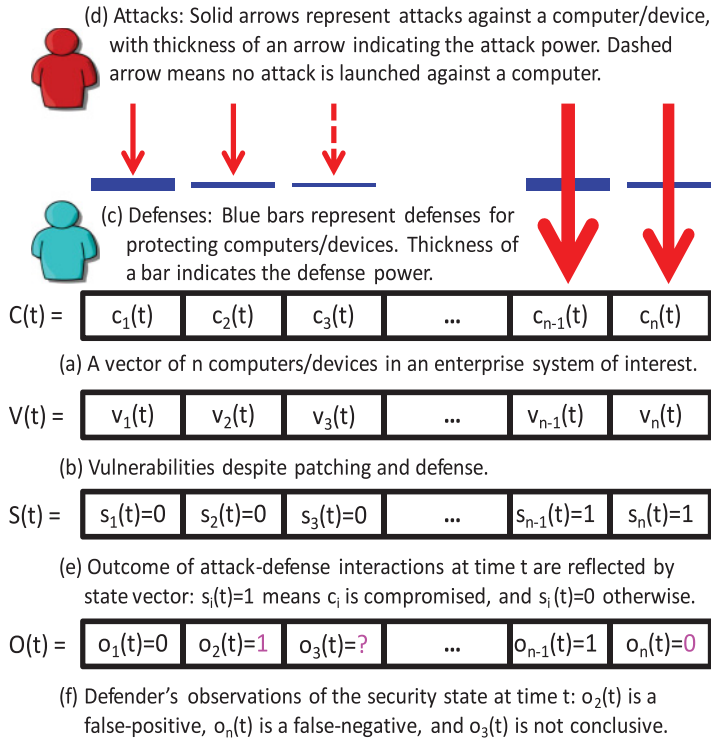 (d) Attacks: Solid arrows represent attacks against a computer/device,
with thickness of an arrow indicating the attack power. Dashed
arrow means no attack is launched against a computer.
(c) Defenses: Blue bars represent defenses for
protecting computers/devices. Thickness of
a bar indicates the defense power.
C(t) = c₁(t) c₂(t) c₃(t) ... cₙ₋₁(t) cₙ(t)
(a) A vector of n computers/devices in an enterprise system of interest.
V(t) = v₁(t) v₂(t) v₃(t) ... vₙ₋₁(t) vₙ(t)
(b) Vulnerabilities despite patching and defense.
S(t) = s₁(t)=0 s₂(t)=0 s₃(t)=0 ... sₙ₋₁(t)=1 sₙ(t)=1
(e) Outcome of attack-defense interactions at time t are reflected by
state vector: sᵢ(t)=1 means cᵢ is compromised, and sᵢ(t)=0 otherwise.
O(t) = o₁(t)=0 o₂(t)=1 o₃(t)=? ... oₙ₋₁(t)=1 oₙ(t)=0
(f) Defender's observations of the security state at time t: o₂(t) is a
false-positive, oₙ(t) is a false-negative, and o₃(t) is not conclusive.